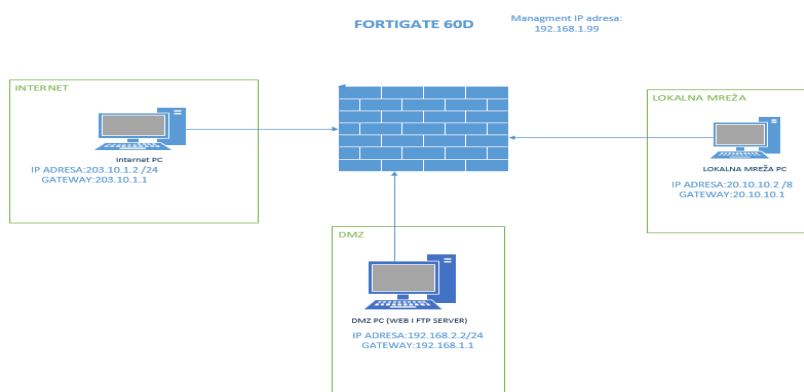 FORTIGATE 60D
Managment IP adresa:
192.168.1.99
INTERNET
Internet PC
IP ADRESA:203.10.1.2 /24
GATEWAY:203.10.1.1
LOKALNA MREŽA
LOKALNA MREŽA PC
IP ADRESA:20.10.10.2 /8
GATEWAY:20.10.10.1
DMZ
DMZ PC (WEB I FTP SERVER)
IP ADRESA:192.168.2.2/24
GATEWAY:192.168.1.1